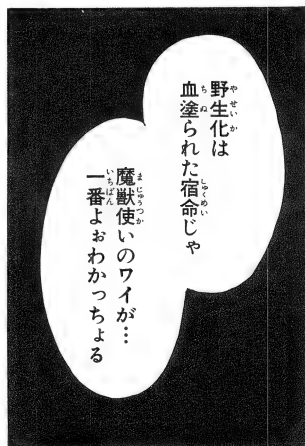 野生化は
血塗られた宿命じゃ
魔獣使いのワイが…
一番よぉわかっちょる